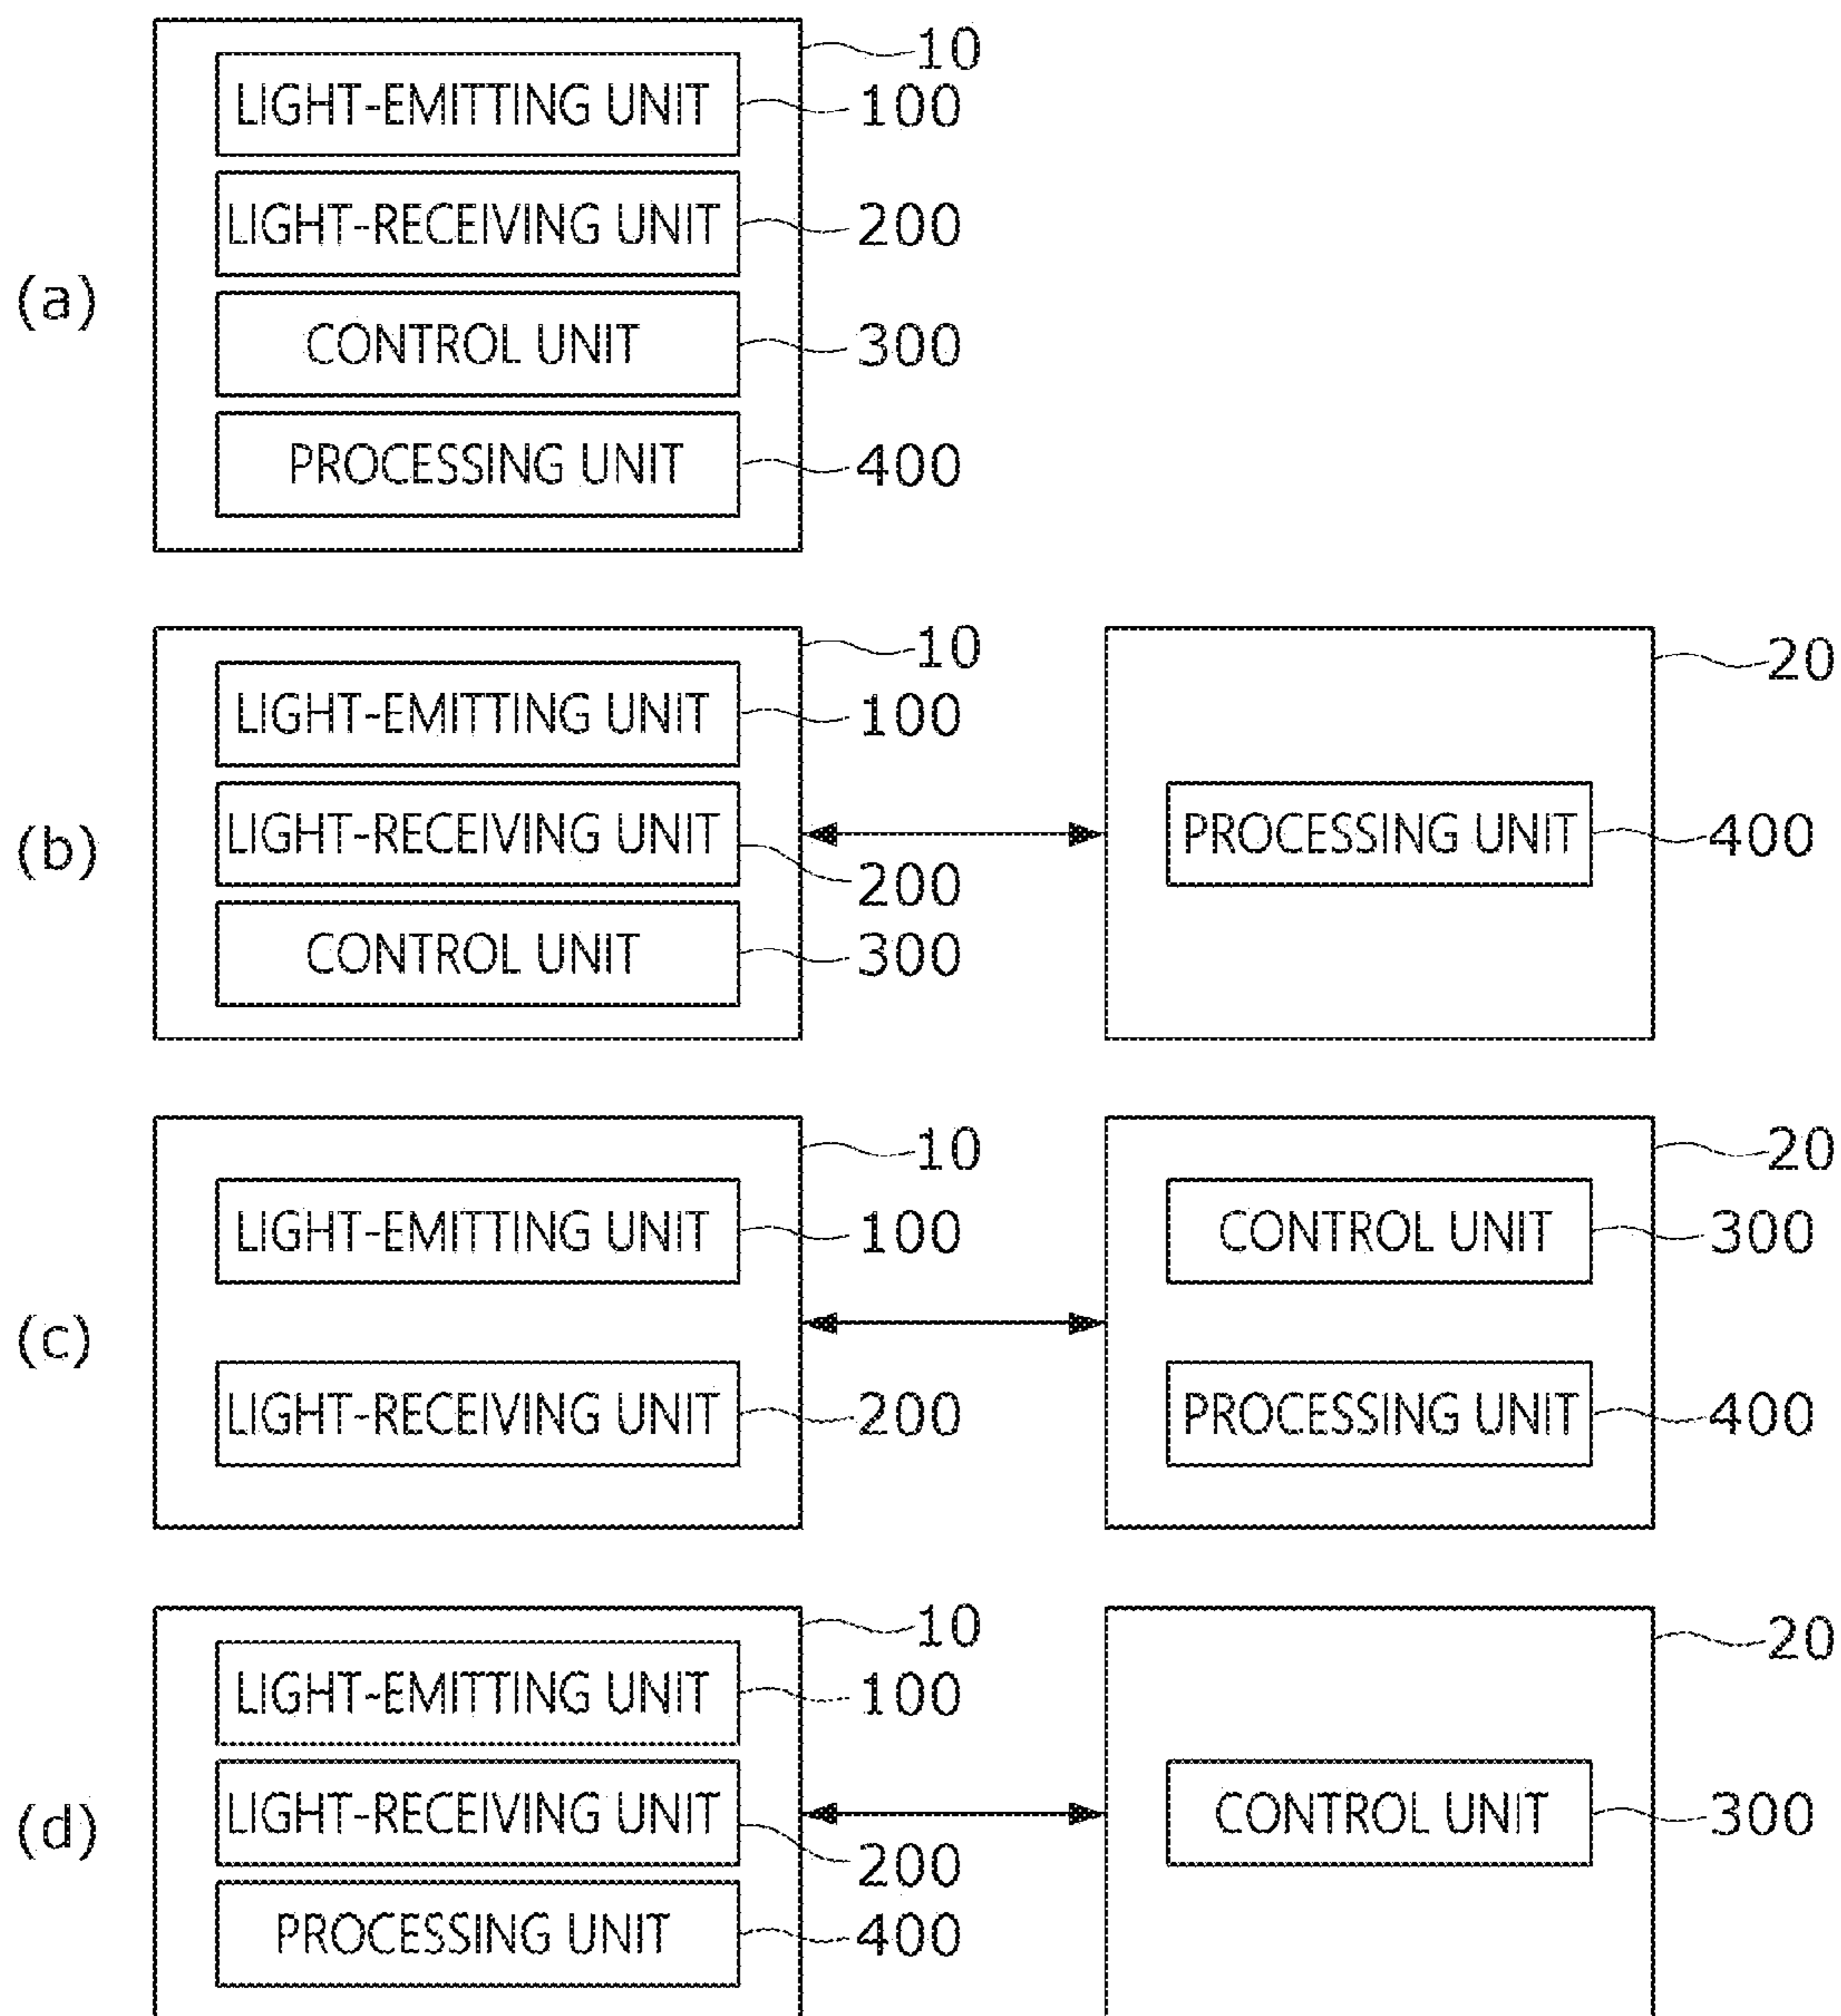 10
LIGHT-EMITTING UNIT 100
LIGHT-RECEIVING UNIT 200
(a)
CONTROL UNIT 300
PROCESSING UNIT 400
10 20
LIGHT-EMITTING UNIT 100
(b) LIGHT-RECEIVING UNIT PROCESSING UNIT 400
200
CONTROL UNIT 300
10 20
LIGHT-EMITTING UNIT 100 CONTROL UNIT 300
(c)
LIGHT-RECEIVING UNIT 200 PROCESSING UNIT 400
10 20
LIGHT-EMITTING UNIT 100
(d) LIGHT-RECEIVING UNIT CONTROL UNIT 300
200
PROCESSING UNIT 400